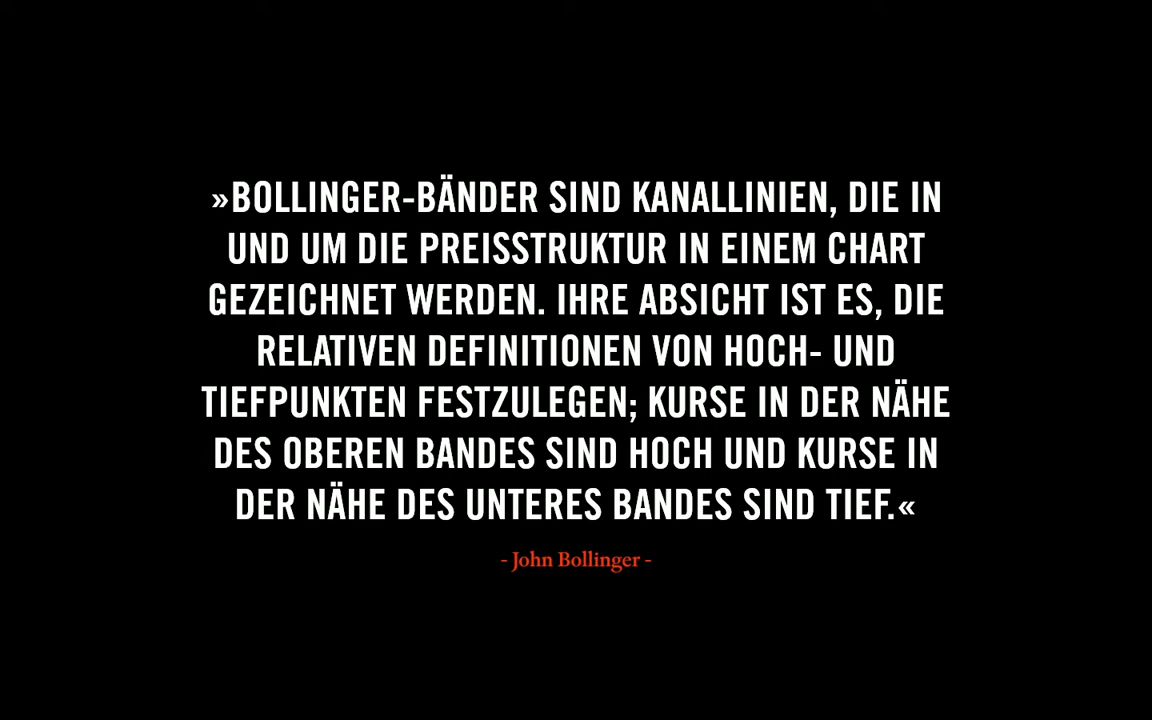 »BOLLINGER-BÄNDER SIND KANALLINIEN, DIE IN
UND UM DIE PREISSTRUKTUR IN EINEM CHART
GEZEICHNET WERDEN. IHRE ABSICHT IST ES, DIE
RELATIVEN DEFINITIONEN VON HOCH- UND
TIEFPUNKTEN FESTZULEGEN; KURSE IN DER NÄHE
DES OBEREN BANDES SIND HOCH UND KURSE IN
DER NÄHE DES UNTERES BANDES SIND TIEF.«
- John Bollinger -